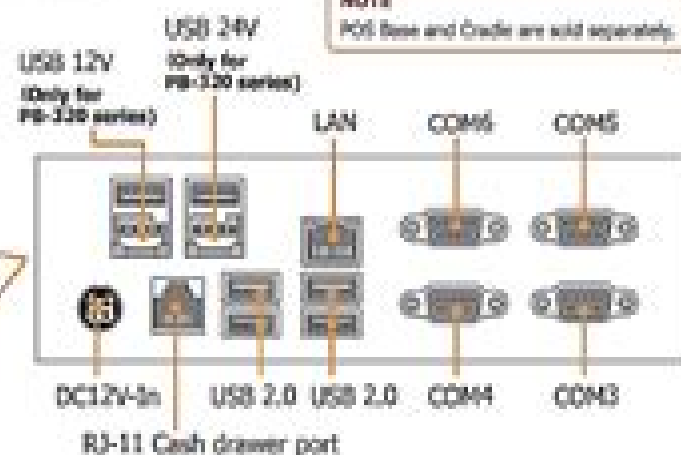 NOTE
POS Base and Cradle are sold separately.
USB 24V
(Only for
PB-320 series)
USB 12V
(Only for
PB-320 series)
LAN
COM6
COM5
DC12V-In
USB 2.0
USB 2.0
COM4
COM3
RJ-11 Cash drawer port